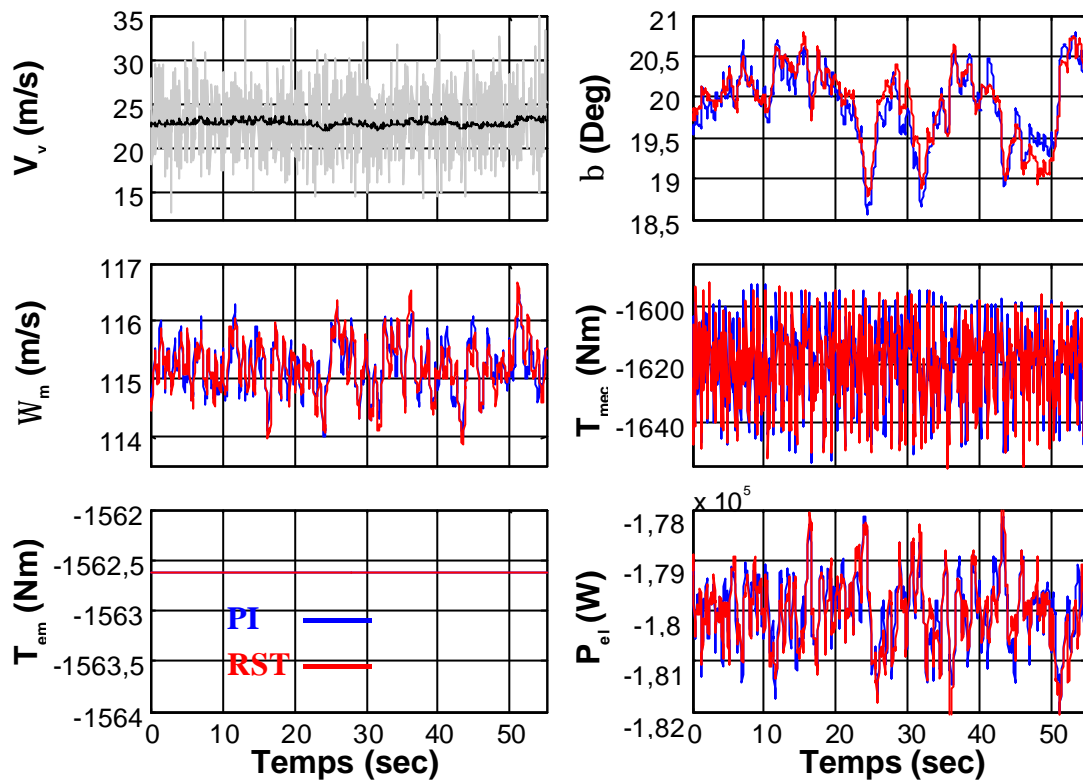 35
30
25
20
15
V_v (m/s)
21
20,5
20
19,5
19
18,5
b (Deg)
117
116
115
114
W_m (m/s)
-1600
-1620
-1640
T_mec (Nm)
-1562
-1562,5
-1563
-1563,5
-1564
T_em (Nm)
PI
RST
0 10 20 30 40 50
Temps (sec)
x 10^5
-1,78
-1,79
-1,8
-1,81
-1,82
P_el (W)
0 10 20 30 40 50
Temps (sec)